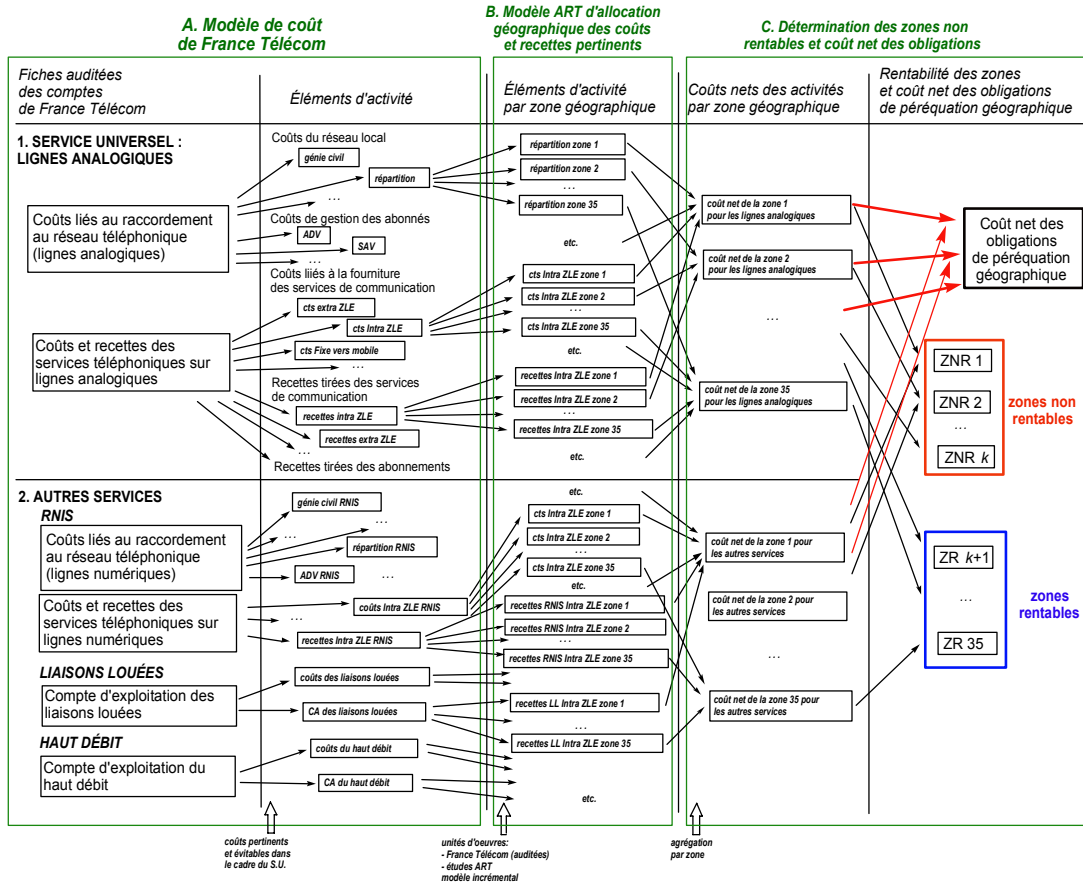 A. Modèle de coût
de France Télécom
B. Modèle ART d'allocation
géographique des coûts
et recettes pertinents
C. Détermination des zones non
rentables et coût net des obligations
Fiches auditées
des comptes
de France Télécom
Éléments d'activité
Éléments d'activité
par zone géographique
Coûts nets des activités
par zone géographique
Rentabilité des zones
et coût net des obligations
de péréquation géographique
1. SERVICE UNIVERSEL :
LIGNES ANALOGIQUES
Coûts liés au raccordement
au réseau téléphonique
(lignes analogiques)
Coûts et recettes des
services téléphoniques sur
lignes analogiques
Coûts du réseau local
génie civil
répartition
...
Coûts de gestion des abonnés
ADV
SAV
...
Coûts lliés à la fourniture
des services de communication
cts extra ZLE
cts Intra ZLE
cts Fixe vers mobile
...
Recettes tirées des services
de communication
recettes intra ZLE
recettes extra ZLE
...
Recettes tirées des abonnements
répartition zone 1
répartition zone 2
...
répartition zone 35
etc.
cts Intra ZLE zone 1
cts Intra ZLE zone 2
...
cts Intra ZLE zone 35
etc.
recettes Intra ZLE zone 1
recettes Intra ZLE zone 2
...
recettes Intra ZLE zone 35
etc.
coût net de la zone 1
pour les lignes analogiques
coût net de la zone 2
pour les lignes analogiques
...
coût net de la zone 35
pour les lignes analogiques
Coût net des
obligations
de péréquation
géographique
ZNR 1
ZNR 2
...
ZNR k
zones non
rentables
2. AUTRES SERVICES
RNIS
Coûts liés au raccordement
au réseau téléphonique
(lignes numériques)
Coûts et recettes des
services téléphoniques sur
lignes numériques
LIAISONS LOUÉES
Compte d'exploitation des
liaisons louées
HAUT DÉBIT
Compte d'exploitation du
haut débit
génie civil RNIS
...
répartition RNIS
...
ADV RNIS
...
coûts Intra ZLE RNIS
...
recettes Intra ZLE RNIS
coûts des liaisons louées
CA des liaisons louées
coûts du haut débit
CA du haut débit
etc.
cts Intra ZLE zone 1
cts Intra ZLE zone 2
...
cts Intra ZLE zone 35
etc.
recettes RNIS Intra ZLE zone 1
recettes RNIS Intra ZLE zone 2
...
recettes RNIS Intra ZLE zone 35
recettes LL Intra ZLE zone 1
...
recettes LL Intra ZLE zone 35
etc.
coût net de la zone 1 pour
les autres services
coût net de la zone 2 pour
les autres services
...
coût net de la zone 35 pour
les autres services
ZR k+1
...
ZR 35
zones
rentables
coûts pertinents
et évitables dans
le cadre du S.U.
unités d'oeuvres:
- France Télécom (auditées)
- études ART
modèle incrémental
agrégation
par zone